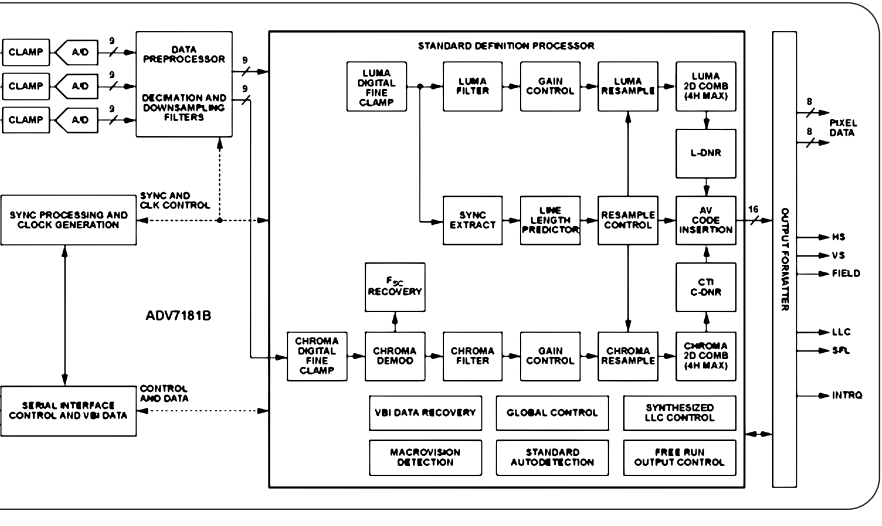 STANDARD DEFINITION PROCESSOR
CLAMP
A/D
9
CLAMP
A/D
9
CLAMP
A/D
9
DATA
PREPROCESSOR
DECIMATION AND
DOWNSAMPLING
FILTERS
9
9
LUMA
DIGITAL
FINE
CLAMP
LUMA
FILTER
GAIN
CONTROL
LUMA
RESAMPLE
LUMA
2D COMB
(4H MAX)
L-DNR
SYNC PROCESSING AND
CLOCK GENERATION
SYNC AND
CLK CONTROL
SYNC
EXTRACT
LINE
LENGTH
PREDICTOR
RESAMPLE
CONTROL
AV
CODE
INSERTION
16
FSC
RECOVERY
CTI
C-DNR
ADV7181B
CHROMA
DIGITAL
FINE
CLAMP
CHROMA
DEMOD
CHROMA
FILTER
GAIN
CONTROL
CHROMA
RESAMPLE
CHROMA
2D COMB
(4H MAX)
SERIAL INTERFACE
CONTROL AND VBI DATA
CONTROL
AND DATA
VBI DATA RECOVERY
GLOBAL CONTROL
SYNTHESIZED
LLC CONTROL
MACROVISION
DETECTION
STANDARD
AUTODETECTION
FREE RUN
OUTPUT CONTROL
OUTPUT FORMATTER
8
8
PIXEL
DATA
HS
VS
FIELD
LLC
SFL
INTRQ